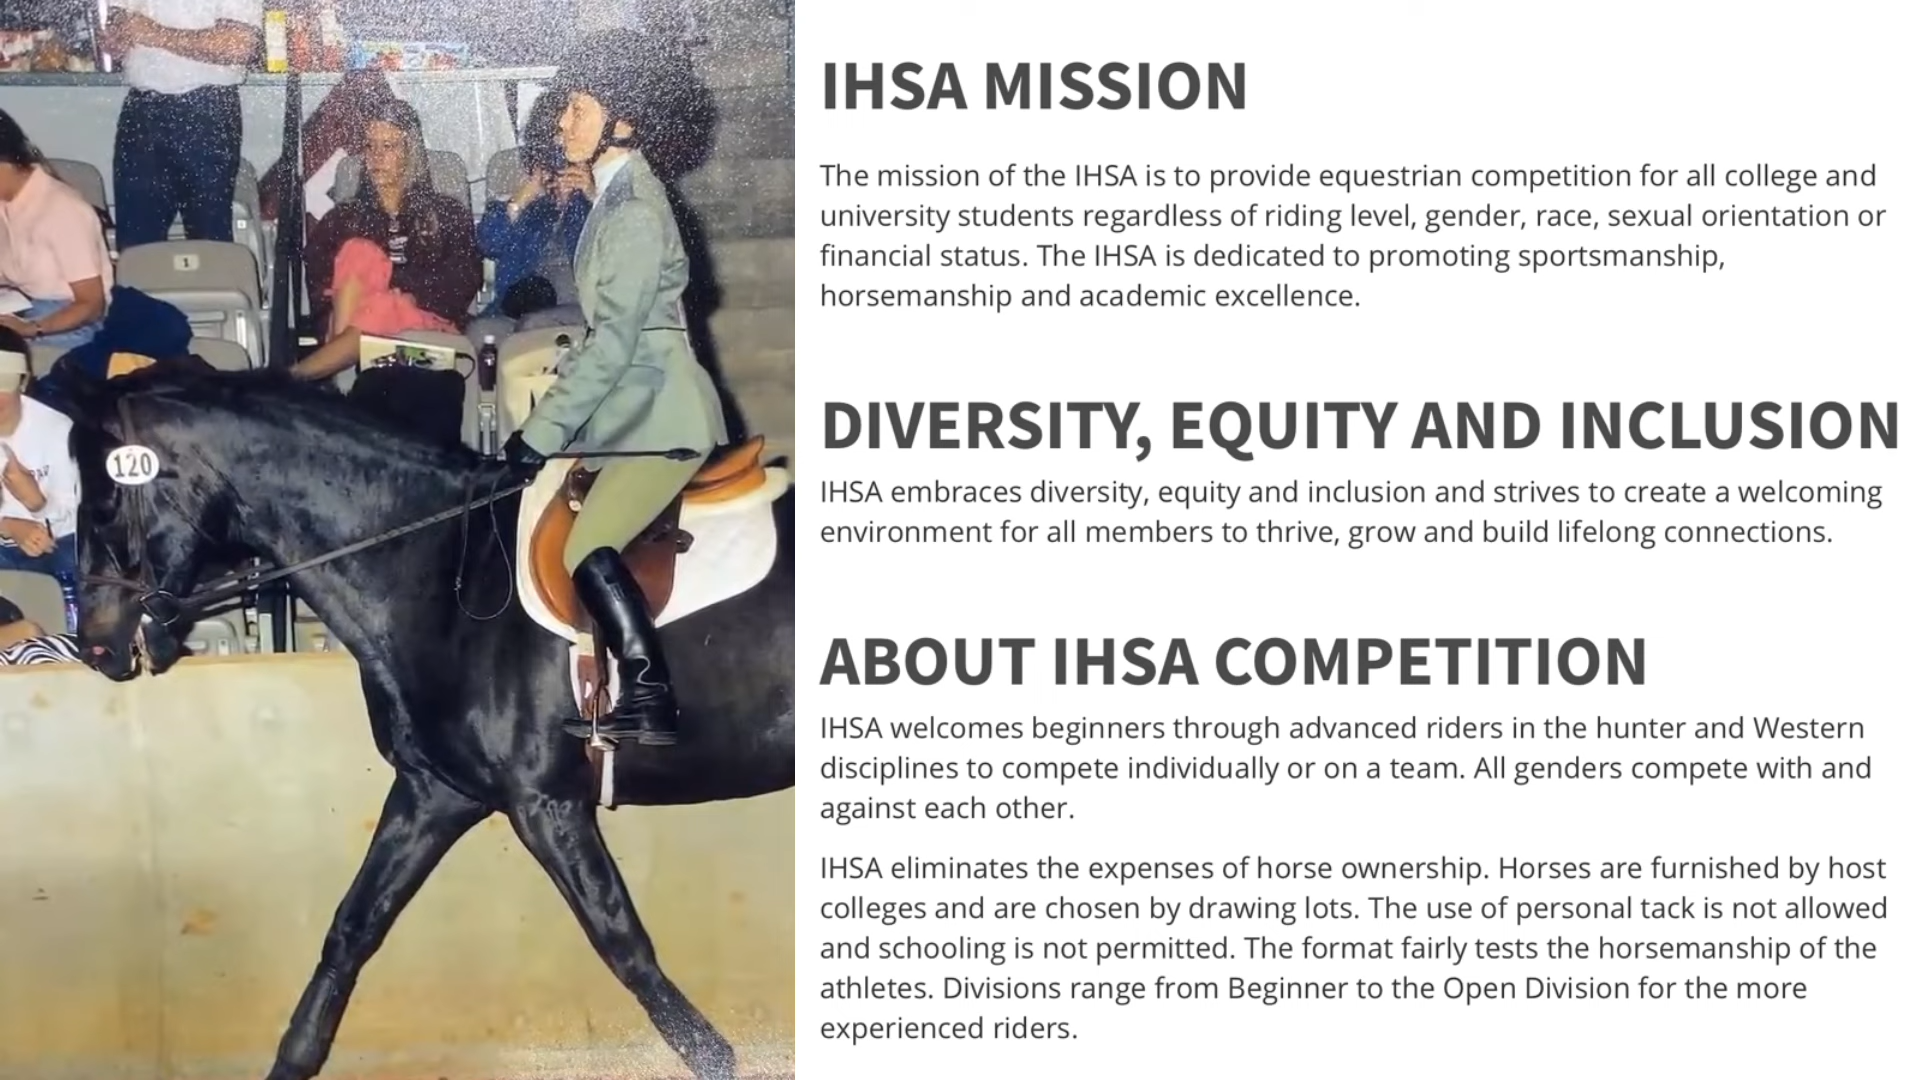 1
120
IHSA MISSION
The mission of the IHSA is to provide equestrian competition for all college and
university students regardless of riding level, gender, race, sexual orientation or
financial status. The IHSA is dedicated to promoting sportsmanship,
horsemanship and academic excellence.
DIVERSITY, EQUITY AND INCLUSION
IHSA embraces diversity, equity and inclusion and strives to create a welcoming
environment for all members to thrive, grow and build lifelong connections.
ABOUT IHSA COMPETITION
IHSA welcomes beginners through advanced riders in the hunter and Western
disciplines to compete individually or on a team. All genders compete with and
against each other.
IHSA eliminates the expenses of horse ownership. Horses are furnished by host
colleges and are chosen by drawing lots. The use of personal tack is not allowed
and schooling is not permitted. The format fairly tests the horsemanship of the
athletes. Divisions range from Beginner to the Open Division for the more
experienced riders.